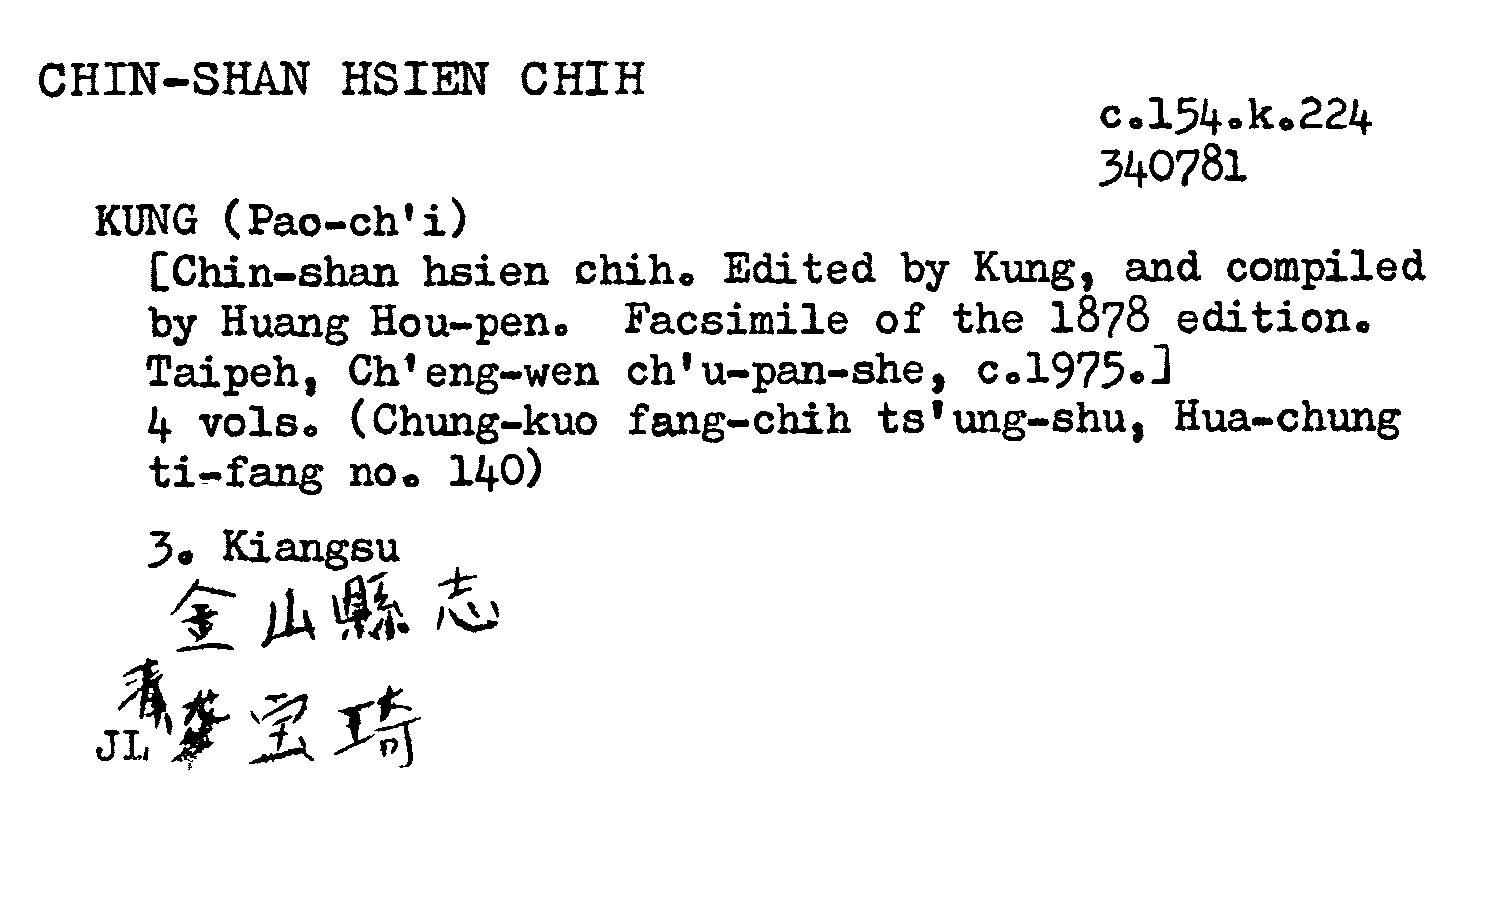 CHIN-SHAN HSIEN CHIH
c.154.k.224
340781
KUNG (Pao-ch'i)
[Chin-shan hsien chih. Edited by Kung, and compiled
by Huang Hou-pen. Facsimile of the 1878 edition.
Taipeh, Ch'eng-wen ch'u-pan-she, c.1975.]
4 vols. (Chung-kuo fang-chih ts'ung-shu, Hua-chung
ti-fang no. 140)
3. Kiangsu
金山縣志
清龔宝琦
JL